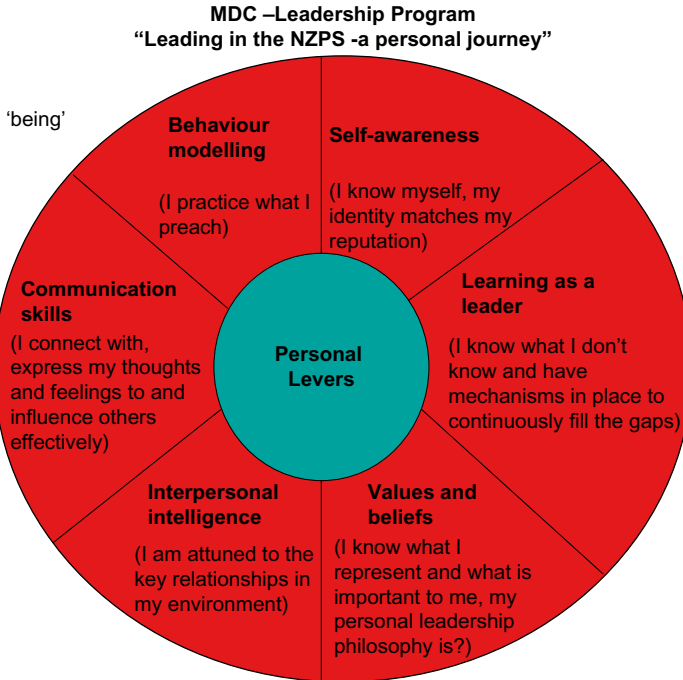 MDC –Leadership Program
“Leading in the NZPS -a personal journey”
‘being’
Behaviour
modelling
(I practice what I
preach)
Self-awareness
(I know myself, my
identity matches my
reputation)
Learning as a
leader
(I know what I don’t
know and have
mechanisms in place to
continuously fill the gaps)
Values and
beliefs
(I know what I
represent and what is
important to me, my
personal leadership
philosophy is?)
Interpersonal
intelligence
(I am attuned to the
key relationships in
my environment)
Communication
skills
(I connect with,
express my thoughts
and feelings to and
influence others
effectively)
Personal
Levers